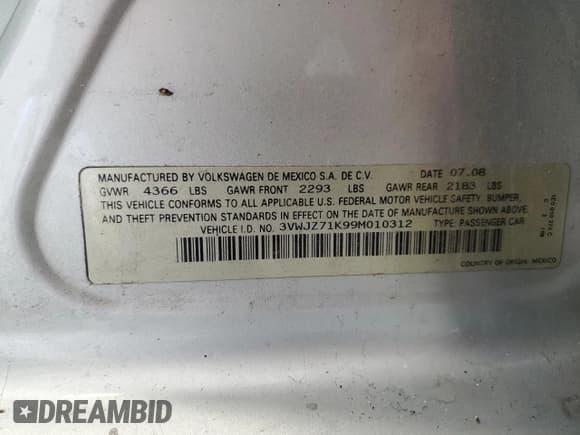 MANUFACTURED BY VOLKSWAGEN DE MEXICO S.A. DE C.V. DATE 07.08
GVWR 4366 LBS GAWR FRONT 2293 LBS GAWR REAR 2183 LBS
THIS VEHICLE CONFORMS TO ALL APPLICABLE U.S. FEDERAL MOTOR VEHICLE SAFETY, BUMPER,
AND THEFT PREVENTION STANDARDS IN EFFECT ON THE DATE OF MANUFACTURE SHOWN ABOVE.
VEHICLE I.D. NO. 3VWJZ71K99M010312 TYPE: PASSENGER CAR
COUNTRY OF ORIGIN: MEXICO
DREAMBID